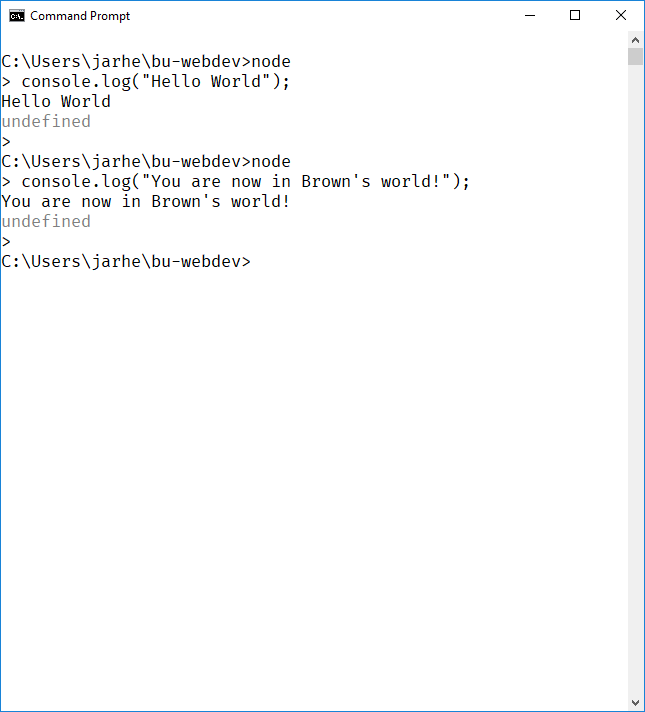 Command Prompt
C:\Users\jarhe\bu-webdev>node
> console.log("Hello World");
Hello World
undefined
>
C:\Users\jarhe\bu-webdev>node
> console.log("You are now in Brown's world!");
You are now in Brown's world!
undefined
>
C:\Users\jarhe\bu-webdev>